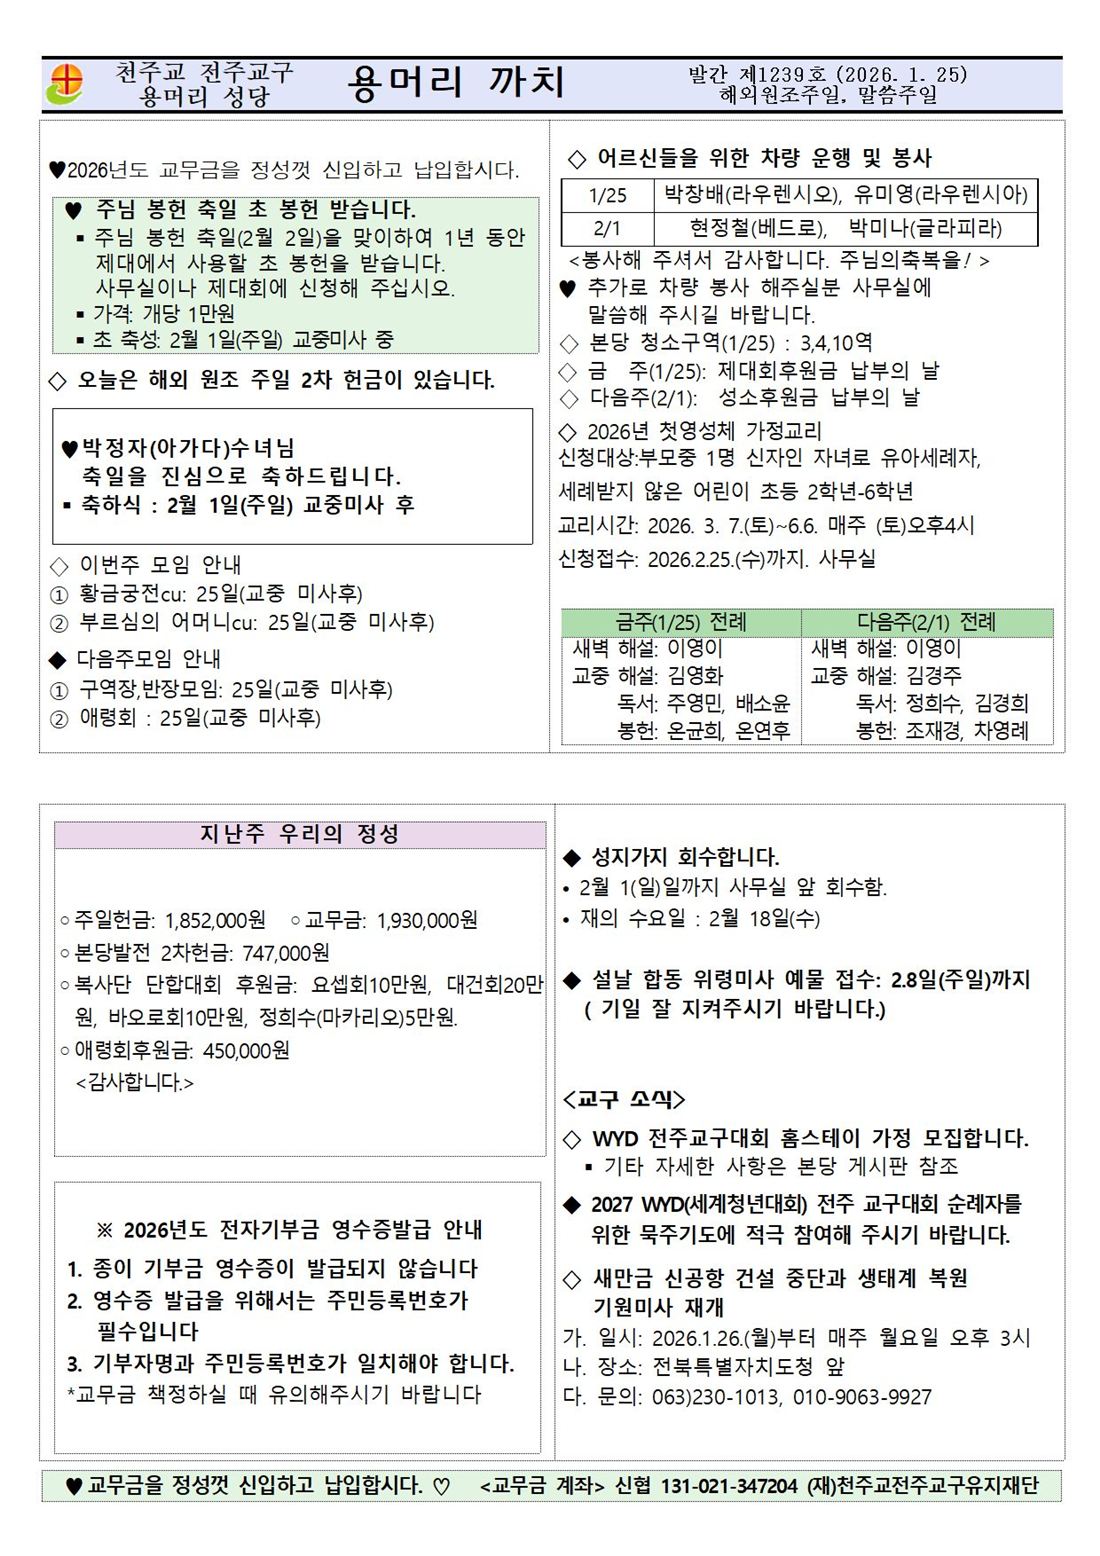 천주교 전주교구
용머리 성당
용머리 까치
발간 제1239호 (2026. 1. 25)
해외원조주일, 말씀주일
♥2026년도 교무금을 정성껏 신입하고 납입합시다.
♥ 주님 봉헌 축일 초 봉헌 받습니다.
▪ 주님 봉헌 축일(2월 2일)을 맞이하여 1년 동안
제대에서 사용할 초 봉헌을 받습니다.
사무실이나 제대회에 신청해 주십시오.
▪ 가격: 개당 1만원
▪ 초 축성: 2월 1일(주일) 교중미사 중
◇ 오늘은 해외 원조 주일 2차 헌금이 있습니다.
♥박정자(아가다)수녀님
축일을 진심으로 축하드립니다.
▪ 축하식 : 2월 1일(주일) 교중미사 후
◇ 이번주 모임 안내
① 황금궁전cu: 25일(교중 미사후)
② 부르심의 어머니cu: 25일(교중 미사후)
◆ 다음주모임 안내
① 구역장,반장모임: 25일(교중 미사후)
② 애령회 : 25일(교중 미사후)
◇ 어르신들을 위한 차량 운행 및 봉사
1/25 박창배(라우렌시오), 유미영(라우렌시아)
2/1 현정철(베드로), 박미나(글라피라)
<봉사해 주셔서 감사합니다. 주님의축복을! >
♥ 추가로 차량 봉사 해주실분 사무실에
말씀해 주시길 바랍니다.
◇ 본당 청소구역(1/25) : 3,4,10역
◇ 금 주(1/25): 제대회후원금 납부의 날
◇ 다음주(2/1): 성소후원금 납부의 날
◇ 2026년 첫영성체 가정교리
신청대상:부모중 1명 신자인 자녀로 유아세례자,
세례받지 않은 어린이 초등 2학년-6학년
교리시간: 2026. 3. 7.(토)~6.6. 매주 (토)오후4시
신청접수: 2026.2.25.(수)까지. 사무실
금주(1/25) 전례 다음주(2/1) 전례
새벽 해설: 이영이 새벽 해설: 이영이
교중 해설: 김영화 교중 해설: 김경주
독서: 주영민, 배소윤 독서: 정희수, 김경희
봉헌: 온균희, 온연후 봉헌: 조재경, 차영례
지난주 우리의 정성
○주일헌금: 1,852,000원 ○교무금: 1,930,000원
○본당발전 2차헌금: 747,000원
○복사단 단합대회 후원금: 요셉회10만원, 대건회20만
원, 바오로회10만원, 정희수(마카리오)5만원.
○애령회후원금: 450,000원
<감사합니다.>
※ 2026년도 전자기부금 영수증발급 안내
1. 종이 기부금 영수증이 발급되지 않습니다
2. 영수증 발급을 위해서는 주민등록번호가
필수입니다
3. 기부자명과 주민등록번호가 일치해야 합니다.
*교무금 책정하실 때 유의해주시기 바랍니다
◆ 성지가지 회수합니다.
• 2월 1(일)일까지 사무실 앞 회수함.
• 재의 수요일 : 2월 18일(수)
◆ 설날 합동 위령미사 예물 접수: 2.8일(주일)까지
( 기일 잘 지켜주시기 바랍니다.)
<교구 소식>
◇ WYD 전주교구대회 홈스테이 가정 모집합니다.
▪ 기타 자세한 사항은 본당 게시판 참조
◆ 2027 WYD(세계청년대회) 전주 교구대회 순례자를
위한 묵주기도에 적극 참여해 주시기 바랍니다.
◇ 새만금 신공항 건설 중단과 생태계 복원
기원미사 재개
가. 일시: 2026.1.26.(월)부터 매주 월요일 오후 3시
나. 장소: 전북특별자치도청 앞
다. 문의: 063)230-1013, 010-9063-9927
♥교무금을 정성껏 신입하고 납입합시다. ♡ <교무금 계좌> 신협 131-021-347204 (재)천주교전주교구유지재단